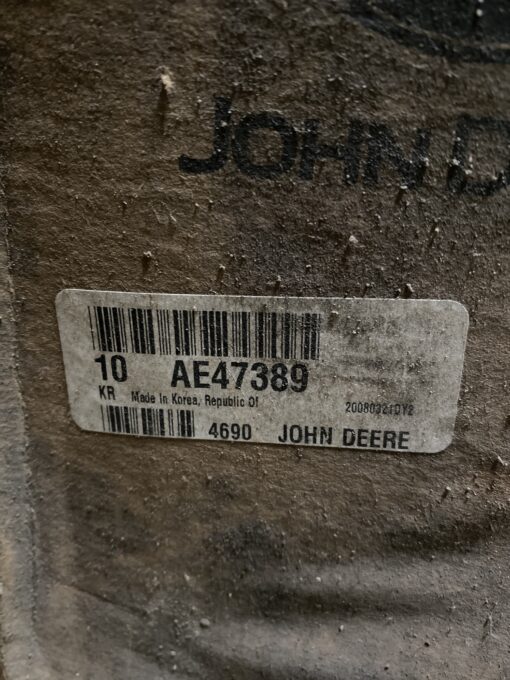 JOHN D
10 AE47389
KR Made In Korea, Republic Of
4690 JOHN DEERE